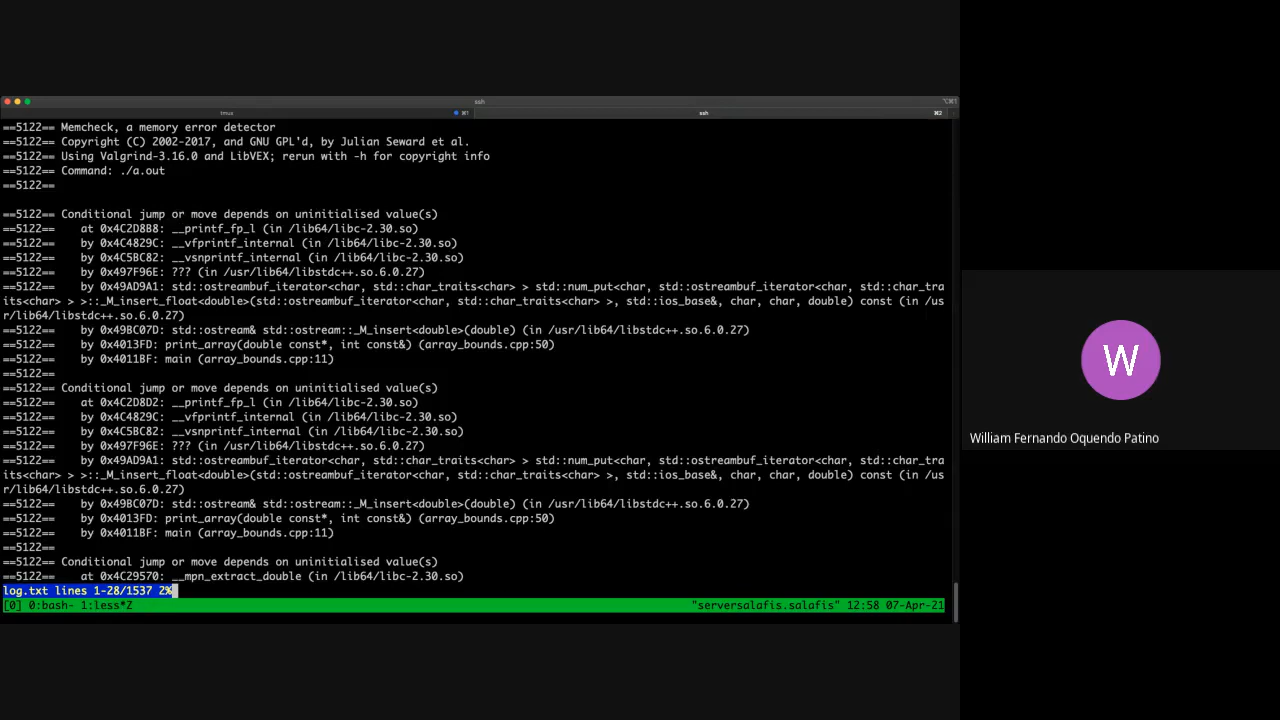 ssh
⌥⌘1
tmux
⌘1
ssh
⌘2
==5122== Memcheck, a memory error detector
==5122== Copyright (C) 2002-2017, and GNU GPL'd, by Julian Seward et al.
==5122== Using Valgrind-3.16.0 and LibVEX; rerun with -h for copyright info
==5122== Command: ./a.out
==5122==
==5122== Conditional jump or move depends on uninitialised value(s)
==5122==    at 0x4C2D8B8: __printf_fp_l (in /lib64/libc-2.30.so)
==5122==    by 0x4C4829C: __vfprintf_internal (in /lib64/libc-2.30.so)
==5122==    by 0x4C5BC82: __vsnprintf_internal (in /lib64/libc-2.30.so)
==5122==    by 0x497F96E: ??? (in /usr/lib64/libstdc++.so.6.0.27)
==5122==    by 0x49AD9A1: std::ostreambuf_iterator<char, std::char_traits<char> > std::num_put<char, std::ostreambuf_iterator<char, std::char_tra
its<char> > >::_M_insert_float<double>(std::ostreambuf_iterator<char, std::char_traits<char> >, std::ios_base&, char, char, double) const (in /us
r/lib64/libstdc++.so.6.0.27)
==5122==    by 0x49BC07D: std::ostream& std::ostream::_M_insert<double>(double) (in /usr/lib64/libstdc++.so.6.0.27)
==5122==    by 0x4013FD: print_array(double const*, int const&) (array_bounds.cpp:50)
==5122==    by 0x4011BF: main (array_bounds.cpp:11)
==5122==
==5122== Conditional jump or move depends on uninitialised value(s)
==5122==    at 0x4C2D8D2: __printf_fp_l (in /lib64/libc-2.30.so)
==5122==    by 0x4C4829C: __vfprintf_internal (in /lib64/libc-2.30.so)
==5122==    by 0x4C5BC82: __vsnprintf_internal (in /lib64/libc-2.30.so)
==5122==    by 0x497F96E: ??? (in /usr/lib64/libstdc++.so.6.0.27)
==5122==    by 0x49AD9A1: std::ostreambuf_iterator<char, std::char_traits<char> > std::num_put<char, std::ostreambuf_iterator<char, std::char_tra
its<char> > >::_M_insert_float<double>(std::ostreambuf_iterator<char, std::char_traits<char> >, std::ios_base&, char, char, double) const (in /us
r/lib64/libstdc++.so.6.0.27)
==5122==    by 0x49BC07D: std::ostream& std::ostream::_M_insert<double>(double) (in /usr/lib64/libstdc++.so.6.0.27)
==5122==    by 0x4013FD: print_array(double const*, int const&) (array_bounds.cpp:50)
==5122==    by 0x4011BF: main (array_bounds.cpp:11)
==5122==
==5122== Conditional jump or move depends on uninitialised value(s)
==5122==    at 0x4C29570: __mpn_extract_double (in /lib64/libc-2.30.so)
log.txt lines 1-28/1537 2%
[0] 0:bash- 1:less*Z "serversalafis.salafis" 12:58 07-Apr-21
W
William Fernando Oquendo Patino